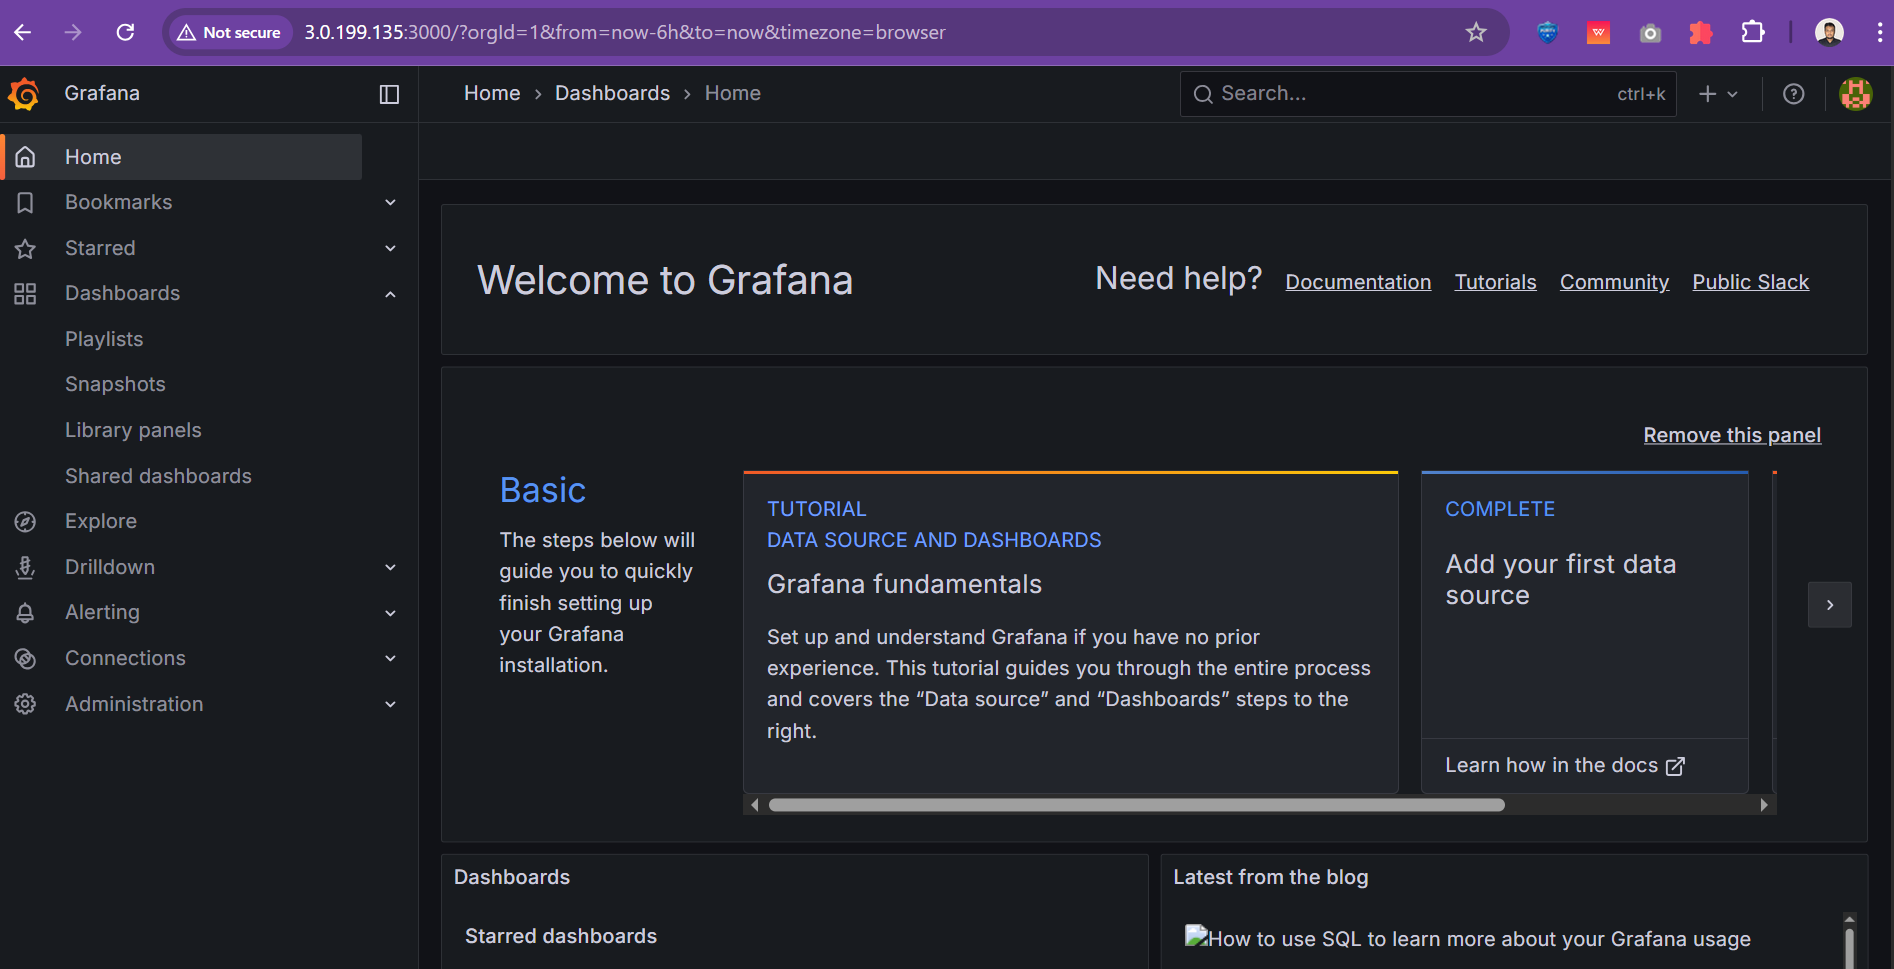 Not secure
3.0.199.135:3000/?orgId=1&from=now-6h&to=now&timezone=browser
Grafana
Home › Dashboards › Home
Search...
ctrl+k
Home
Bookmarks
Starred
Dashboards
Playlists
Snapshots
Library panels
Shared dashboards
Explore
Drilldown
Alerting
Connections
Administration
Welcome to Grafana
Need help?
Documentation
Tutorials
Community
Public Slack
Remove this panel
Basic
The steps below will
guide you to quickly
finish setting up
your Grafana
installation.
TUTORIAL
DATA SOURCE AND DASHBOARDS
Grafana fundamentals
Set up and understand Grafana if you have no prior
experience. This tutorial guides you through the entire process
and covers the “Data source” and “Dashboards” steps to the
right.
COMPLETE
Add your first data
source
Learn how in the docs
Dashboards
Starred dashboards
Latest from the blog
How to use SQL to learn more about your Grafana usage